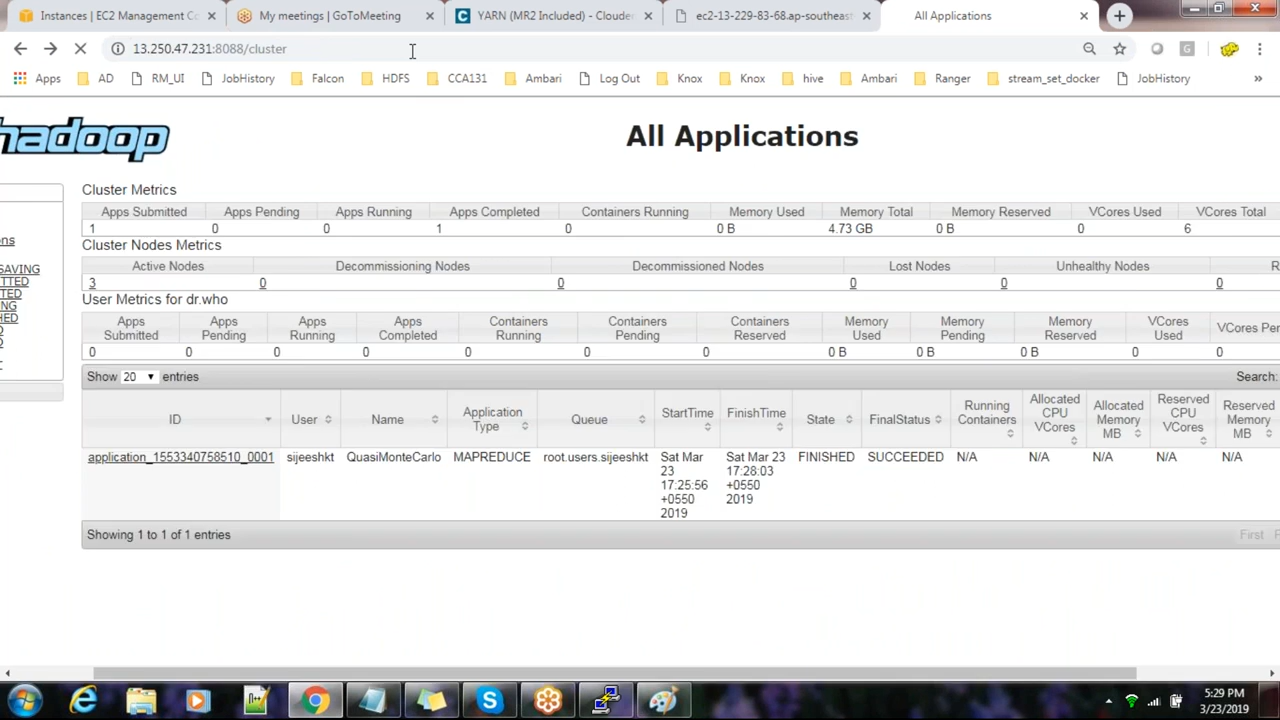 Instances | EC2 Management Co
My meetings | GoToMeeting
YARN (MR2 Included) - Clouder
ec2-13-229-83-68.ap-southeast
All Applications
13.250.47.231:8088/cluster
Apps AD RM_UI JobHistory Falcon HDFS CCA131 Ambari Log Out Knox Knox hive Ambari Ranger stream_set_docker JobHistory »
hadoop
All Applications
Cluster Metrics
Apps Submitted Apps Pending Apps Running Apps Completed Containers Running Memory Used Memory Total Memory Reserved VCores Used VCores Total
1 0 0 1 0 0 B 4.73 GB 0 B 0 6
Cluster Nodes Metrics
Active Nodes Decommissioning Nodes Decommissioned Nodes Lost Nodes Unhealthy Nodes R
3 0 0 0 0 0
User Metrics for dr.who
Apps Submitted Apps Pending Apps Running Apps Completed Containers Running Containers Pending Containers Reserved Memory Used Memory Pending Memory Reserved VCores Used VCores Per
0 0 0 0 0 0 0 0 B 0 B 0 B 0 0
Show 20 entries Search:
ID User Name Application Type Queue StartTime FinishTime State FinalStatus Running Containers Allocated CPU VCores Allocated Memory MB Reserved CPU VCores Reserved Memory MB
application_1553340758510_0001 sijeeshkt QuasiMonteCarlo MAPREDUCE root.users.sijeeshkt Sat Mar 23 17:25:56 +0550 2019 Sat Mar 23 17:28:03 +0550 2019 FINISHED SUCCEEDED N/A N/A N/A N/A N/A
Showing 1 to 1 of 1 entries First
ons
SAVING
TTED
TED
NG
HED
5:29 PM
3/23/2019